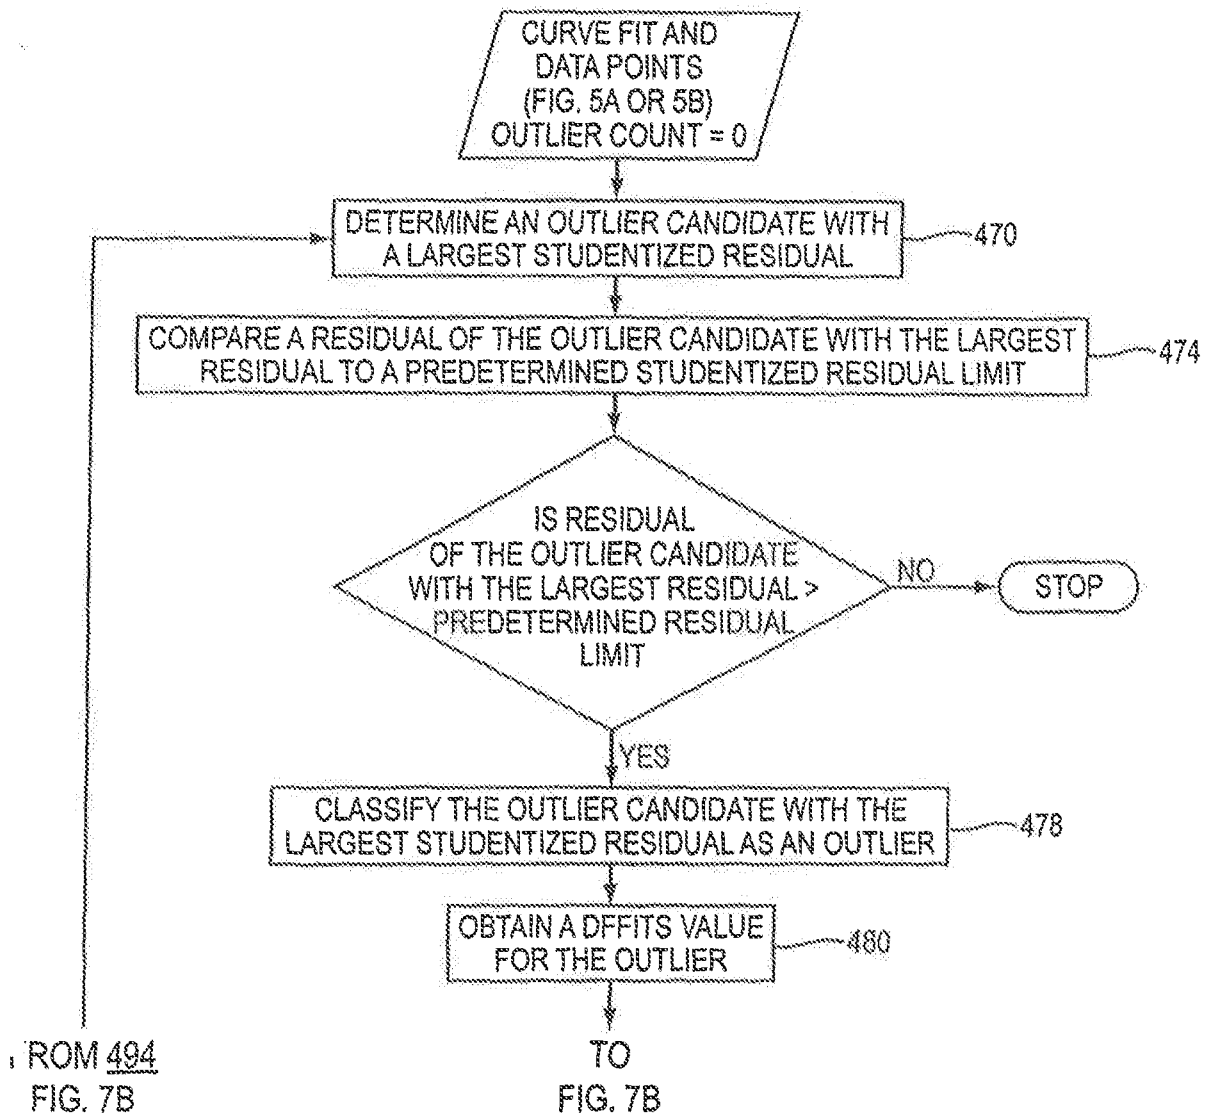 CURVE FIT AND
DATA POINTS
(FIG. 5A OR 5B)
OUTLIER COUNT = 0
DETERMINE AN OUTLIER CANDIDATE WITH
A LARGEST STUDENTIZED RESIDUAL
470
COMPARE A RESIDUAL OF THE OUTLIER CANDIDATE WITH THE LARGEST
RESIDUAL TO A PREDETERMINED STUDENTIZED RESIDUAL LIMIT
474
IS RESIDUAL
OF THE OUTLIER CANDIDATE
WITH THE LARGEST RESIDUAL >
PREDETERMINED RESIDUAL
LIMIT
NO
STOP
YES
CLASSIFY THE OUTLIER CANDIDATE WITH THE
LARGEST STUDENTIZED RESIDUAL AS AN OUTLIER
478
OBTAIN A DFFITS VALUE
FOR THE OUTLIER
480
ROM 494
FIG. 7B
TO
FIG. 7B